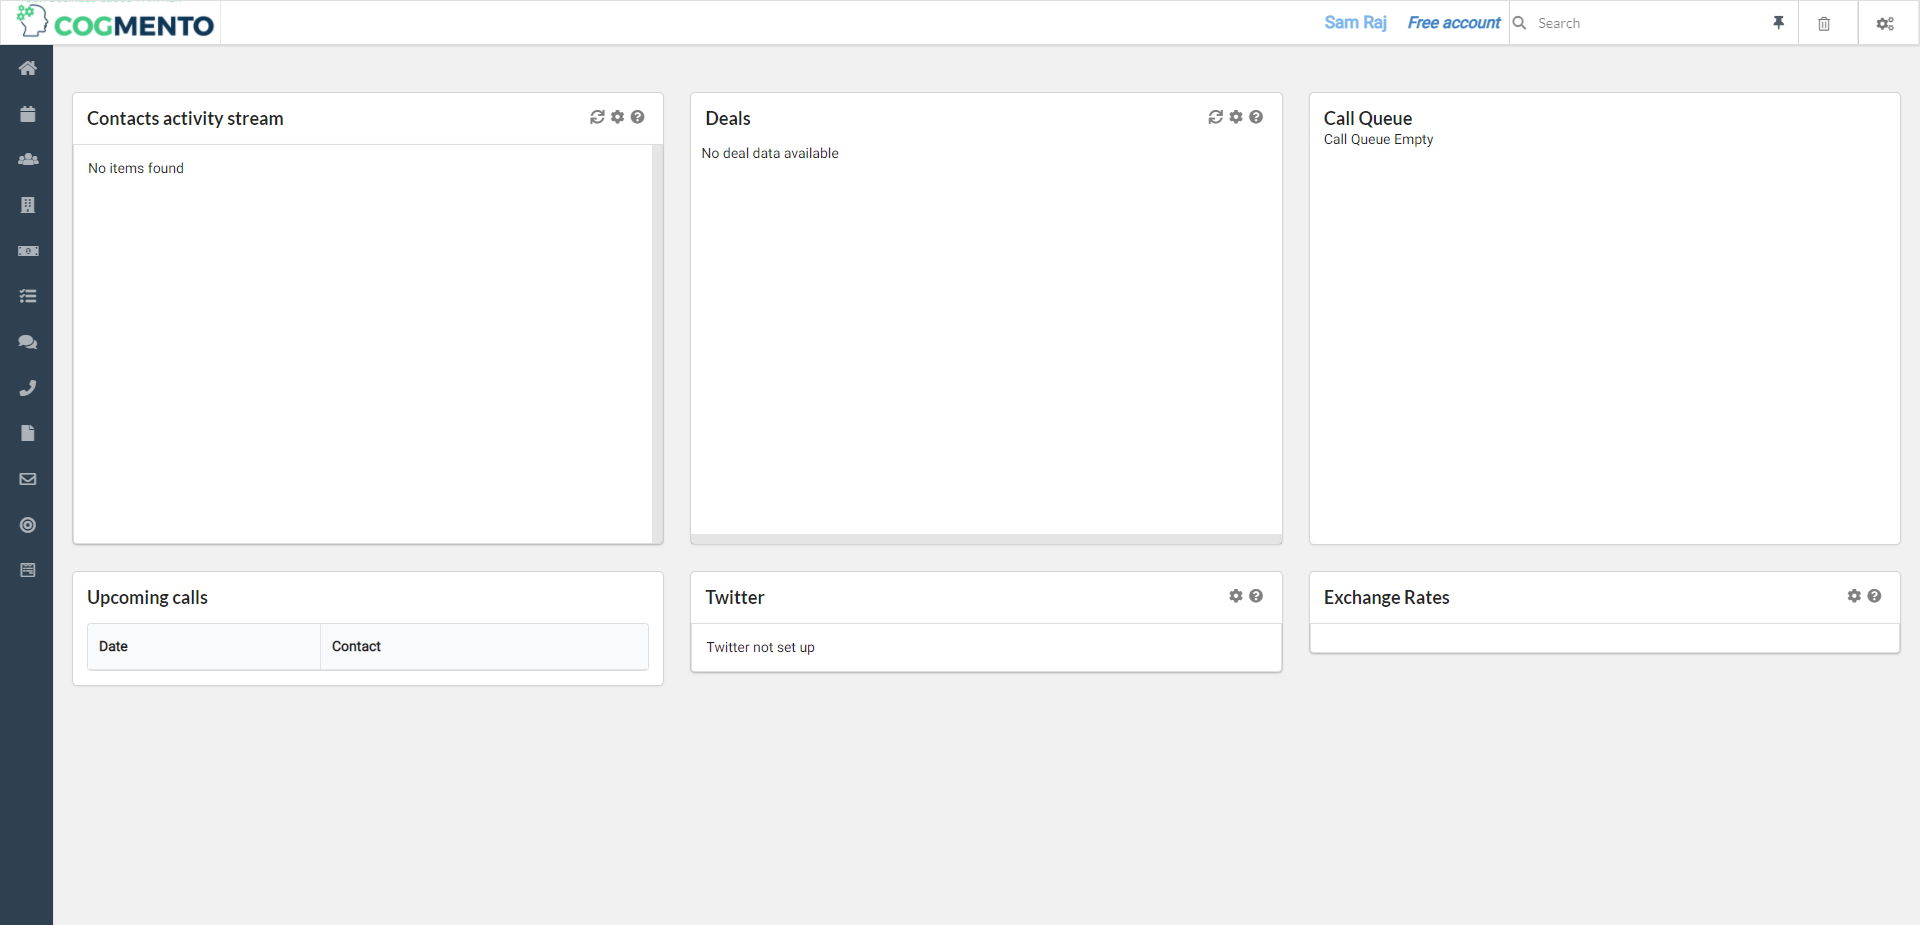 COGMENTO
Sam Raj
Free account
Search
Contacts activity stream
No items found
Deals
No deal data available
Call Queue
Call Queue Empty
Upcoming calls
Date
Contact
Twitter
Twitter not set up
Exchange Rates